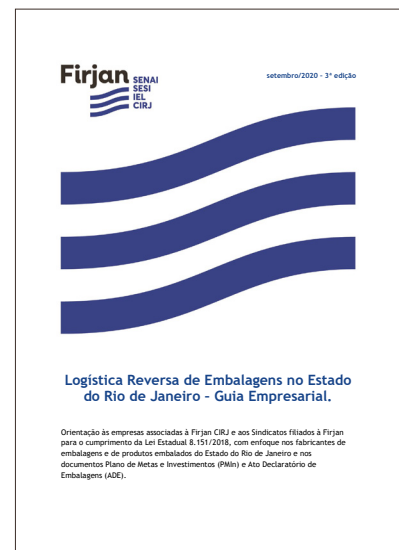 Firjan SENAI
SESI
IEL
CIRJ
setembro/2020 - 3ª edição
Logística Reversa de Embalagens no Estado
do Rio de Janeiro - Guia Empresarial.
Orientação às empresas associadas à Firjan CIRJ e aos Sindicatos filiados à Firjan
para o cumprimento da Lei Estadual 8.151/2018, com enfoque nos fabricantes de
embalagens e de produtos embalados do Estado do Rio de Janeiro e nos
documentos Plano de Metas e Investimentos (PMIn) e Ato Declaratório de
Embalagens (ADE).